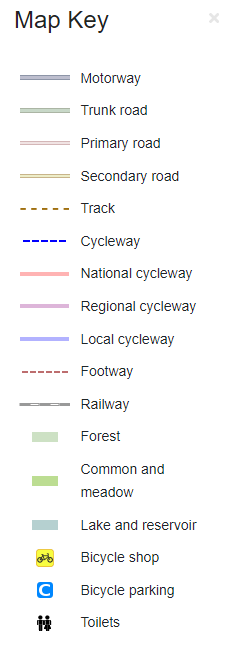 Map Key
×
Motorway
Trunk road
Primary road
Secondary road
Track
Cycleway
National cycleway
Regional cycleway
Local cycleway
Footway
Railway
Forest
Common and
meadow
Lake and reservoir
Bicycle shop
C
Bicycle parking
Toilets